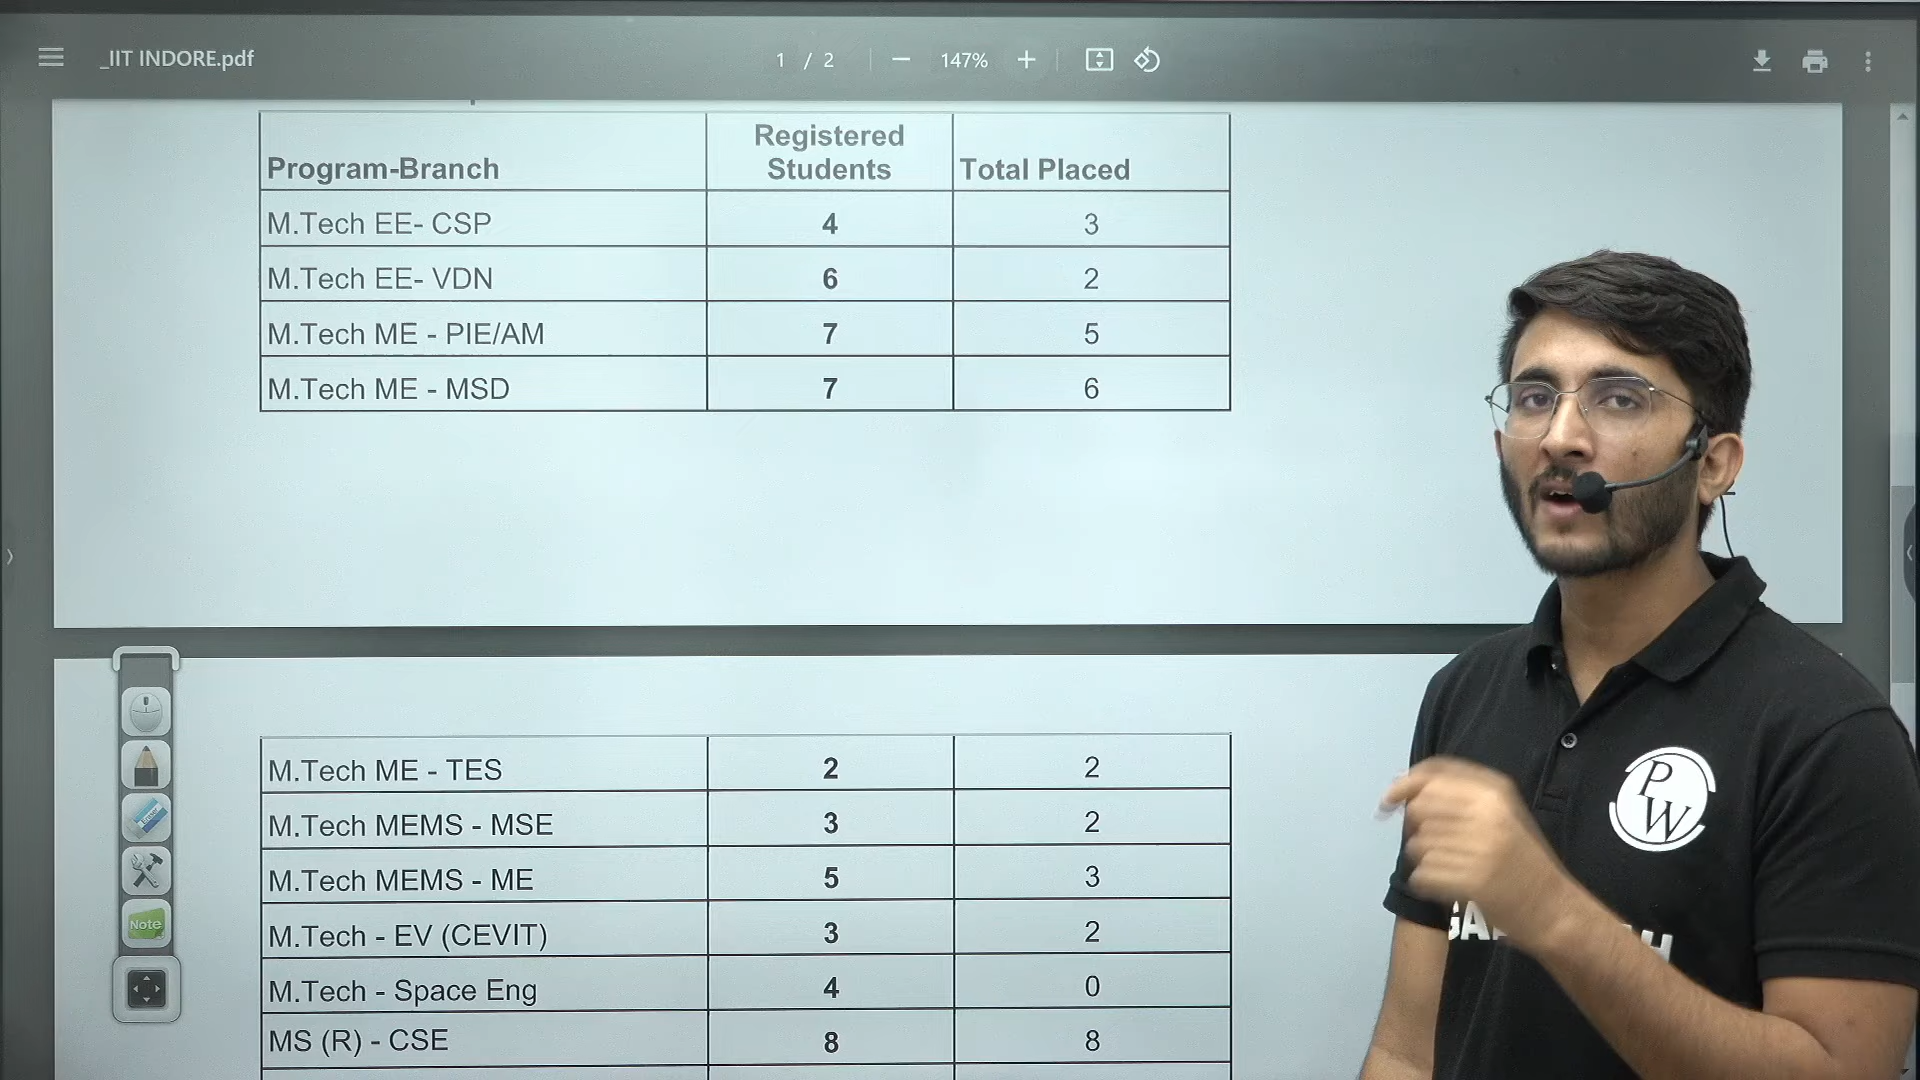 _IIT INDORE.pdf
1 / 2
147%
Program-Branch Registered Students Total Placed
M.Tech EE- CSP 4 3
M.Tech EE- VDN 6 2
M.Tech ME - PIE/AM 7 5
M.Tech ME - MSD 7 6
M.Tech ME - TES 2 2
M.Tech MEMS - MSE 3 2
M.Tech MEMS - ME 5 3
M.Tech - EV (CEVIT) 3 2
M.Tech - Space Eng 4 0
MS (R) - CSE 8 8
Note
PW